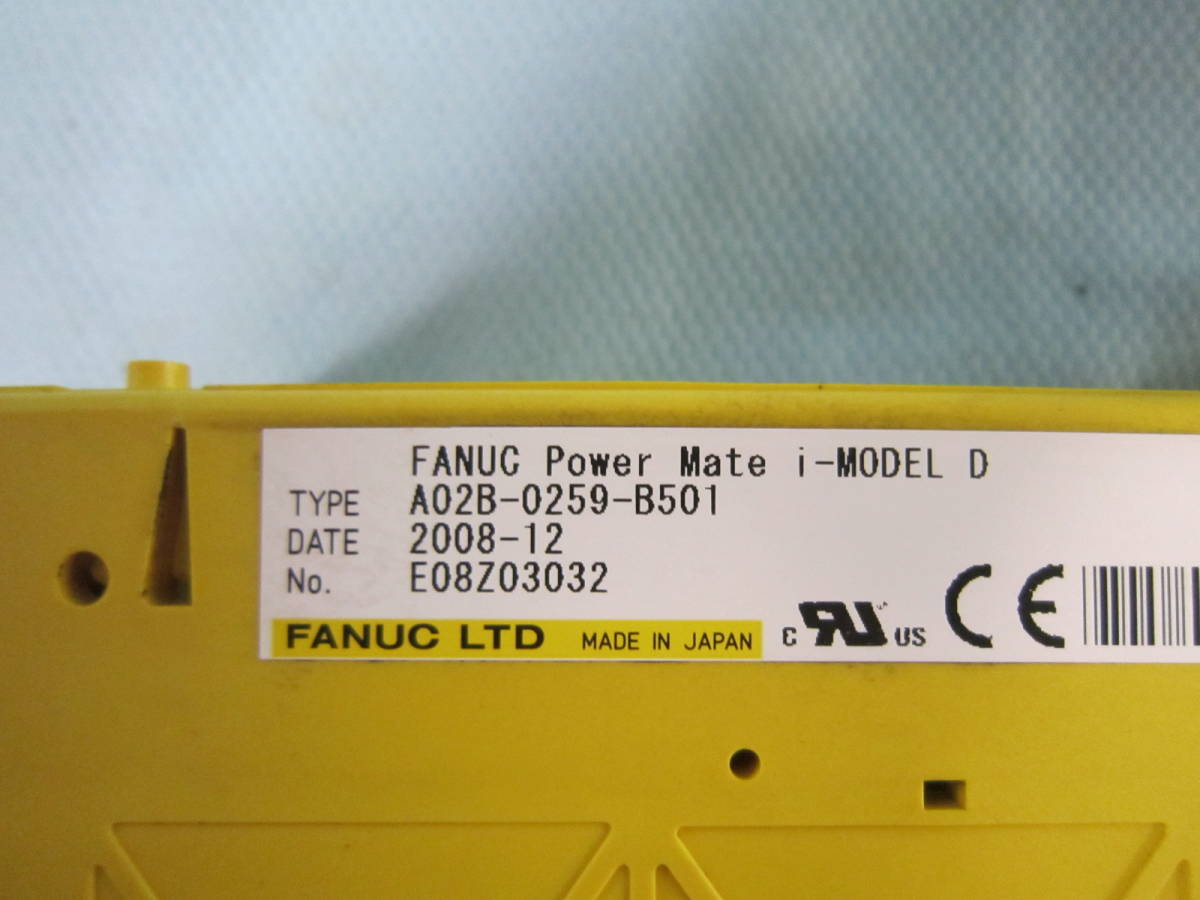 FANUC Power Mate i-MODEL D
TYPE A02B-0259-B501
DATE 2008-12
No. E08Z03032
FANUC LTD MADE IN JAPAN c RU US CE